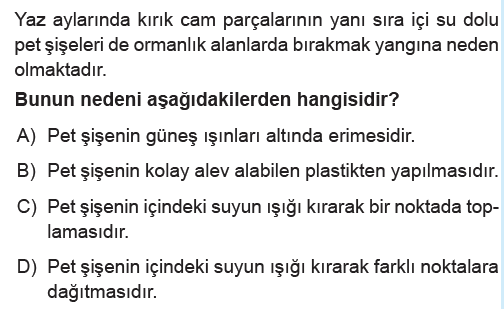 Yaz aylarında kırık cam parçalarının yanı sıra içi su dolu
pet şişeleri de ormanlık alanlarda bırakmak yangına neden
olmaktadır.
Bunun nedeni aşağıdakilerden hangisidir?
A) Pet şişenin güneş ışınları altında erimesidir.
B) Pet şişenin kolay alev alabilen plastikten yapılmasıdır.
C) Pet şişenin içindeki suyun ışığı kırarak bir noktada top-
lamasıdır.
D) Pet şişenin içindeki suyun ışığı kırarak farklı noktalara
dağıtmasıdır.